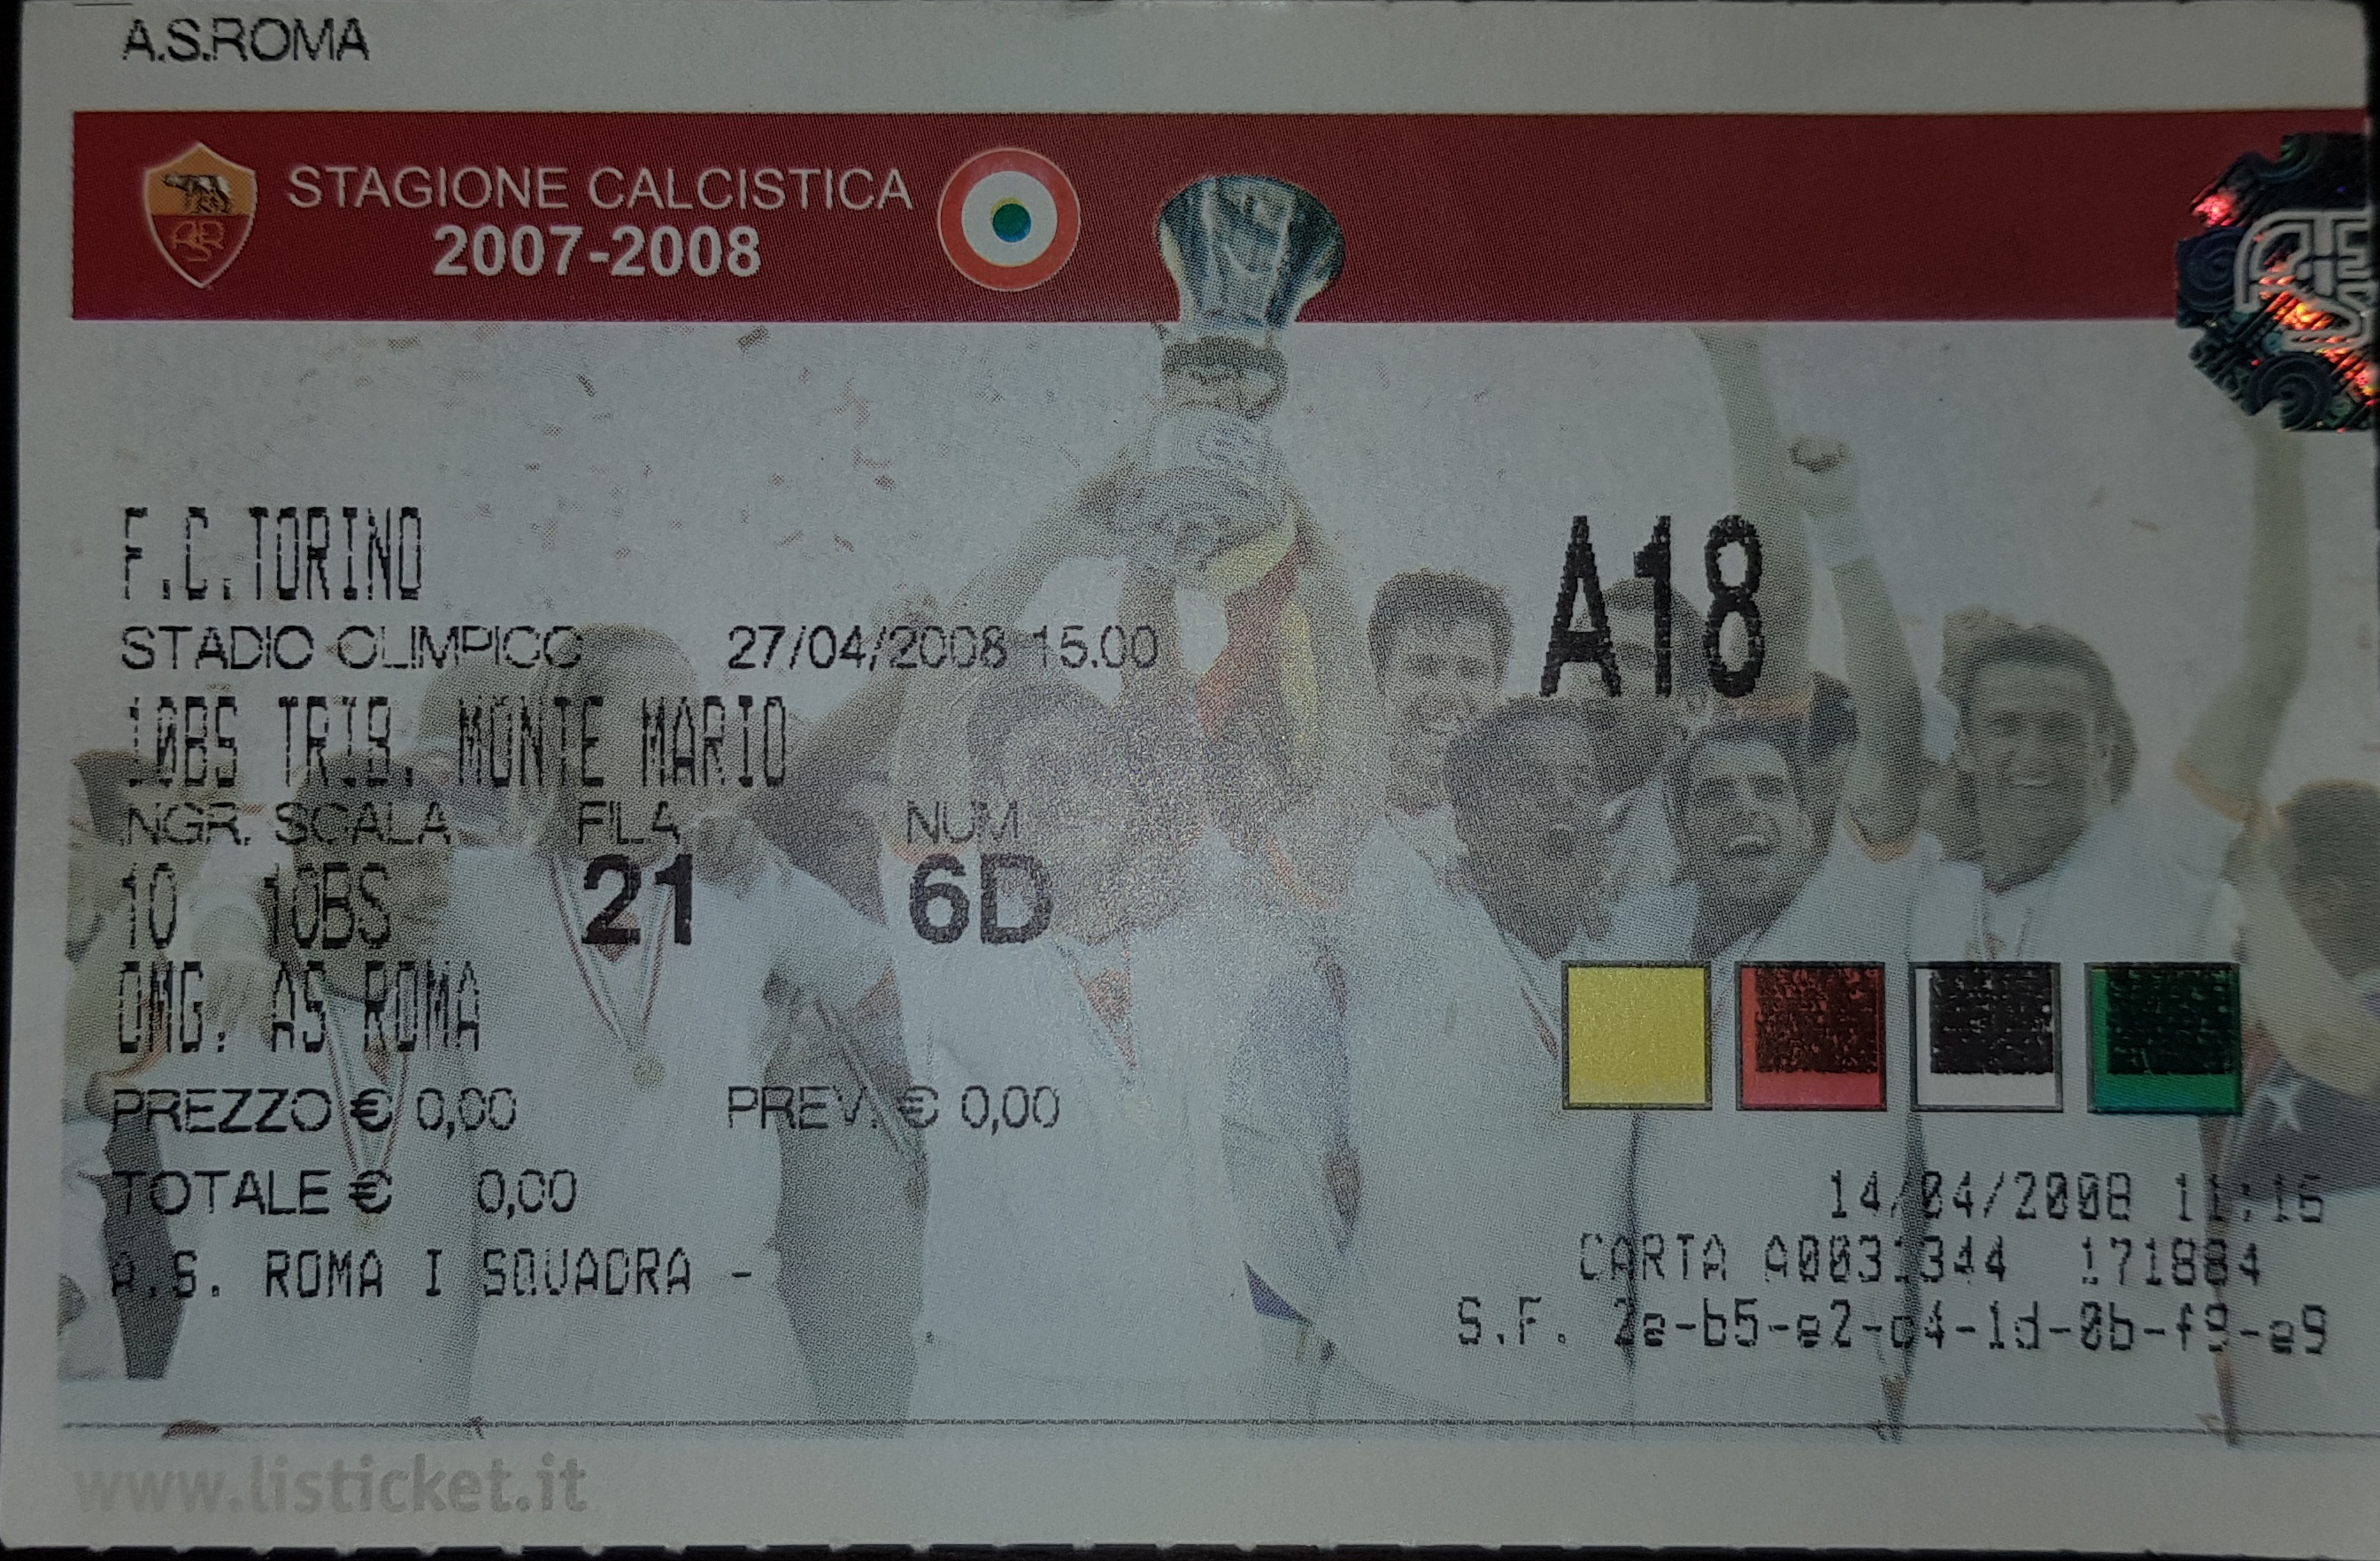 A.S.ROMA
STAGIONE CALCISTICA
2007-2008
F.C.TORINO
A18
STADIO OLIMPICO 27/04/2008 15.00
10BS TRIB. MONTE MARIO
INGR. SCALA FILA NUM
10 10BS 21 6D
OMG. AS ROMA
PREZZO € 0,00 PREV. € 0,00
TOTALE € 0,00
14/04/2008 11:16
A.S. ROMA I SQUADRA -
CARTA A0031344 171884
S.F. 2e-b5-e2-d4-1d-0b-f9-e9
www.listicket.it